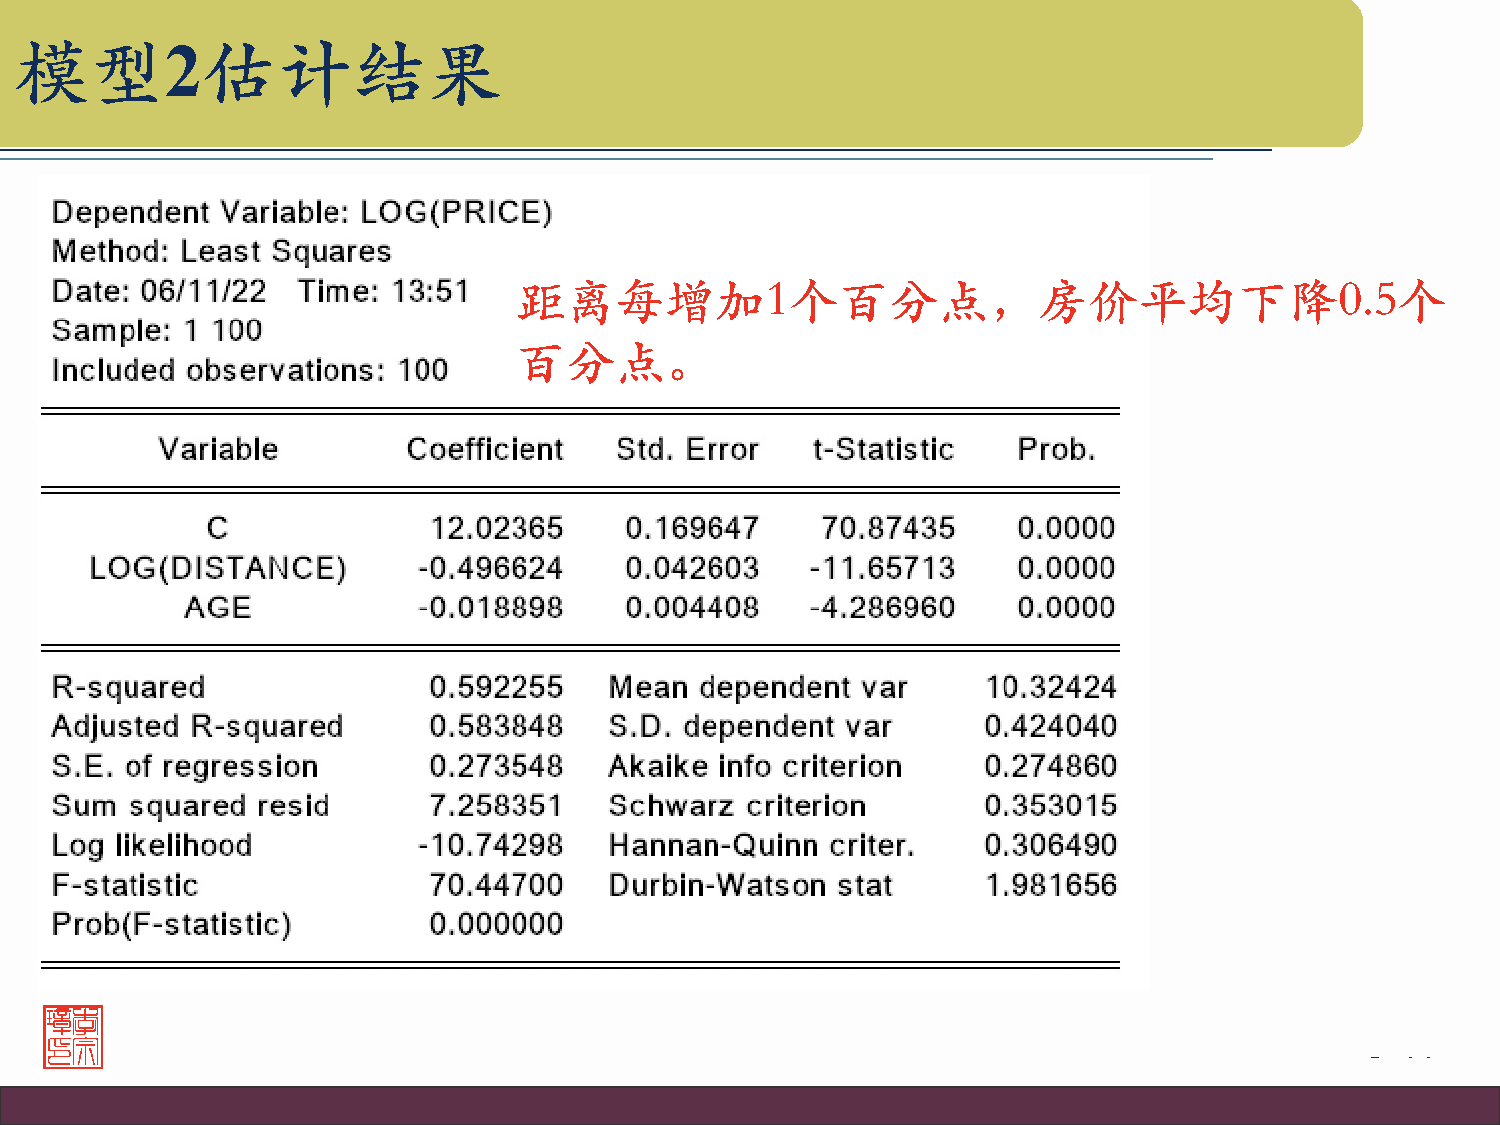 模型2估计结果
Dependent Variable: LOG(PRICE)
Method: Least Squares
Date: 06/11/22 Time: 13:51
Sample: 1 100
Included observations: 100
距离每增加1个百分点，房价平均下降0.5个
百分点。
Variable Coefficient Std. Error t-Statistic Prob.
C 12.02365 0.169647 70.87435 0.0000
LOG(DISTANCE) -0.496624 0.042603 -11.65713 0.0000
AGE -0.018898 0.004408 -4.286960 0.0000
R-squared 0.592255 Mean dependent var 10.32424
Adjusted R-squared 0.583848 S.D. dependent var 0.424040
S.E. of regression 0.273548 Akaike info criterion 0.274860
Sum squared resid 7.258351 Schwarz criterion 0.353015
Log likelihood -10.74298 Hannan-Quinn criter. 0.306490
F-statistic 70.44700 Durbin-Watson stat 1.981656
Prob(F-statistic) 0.000000